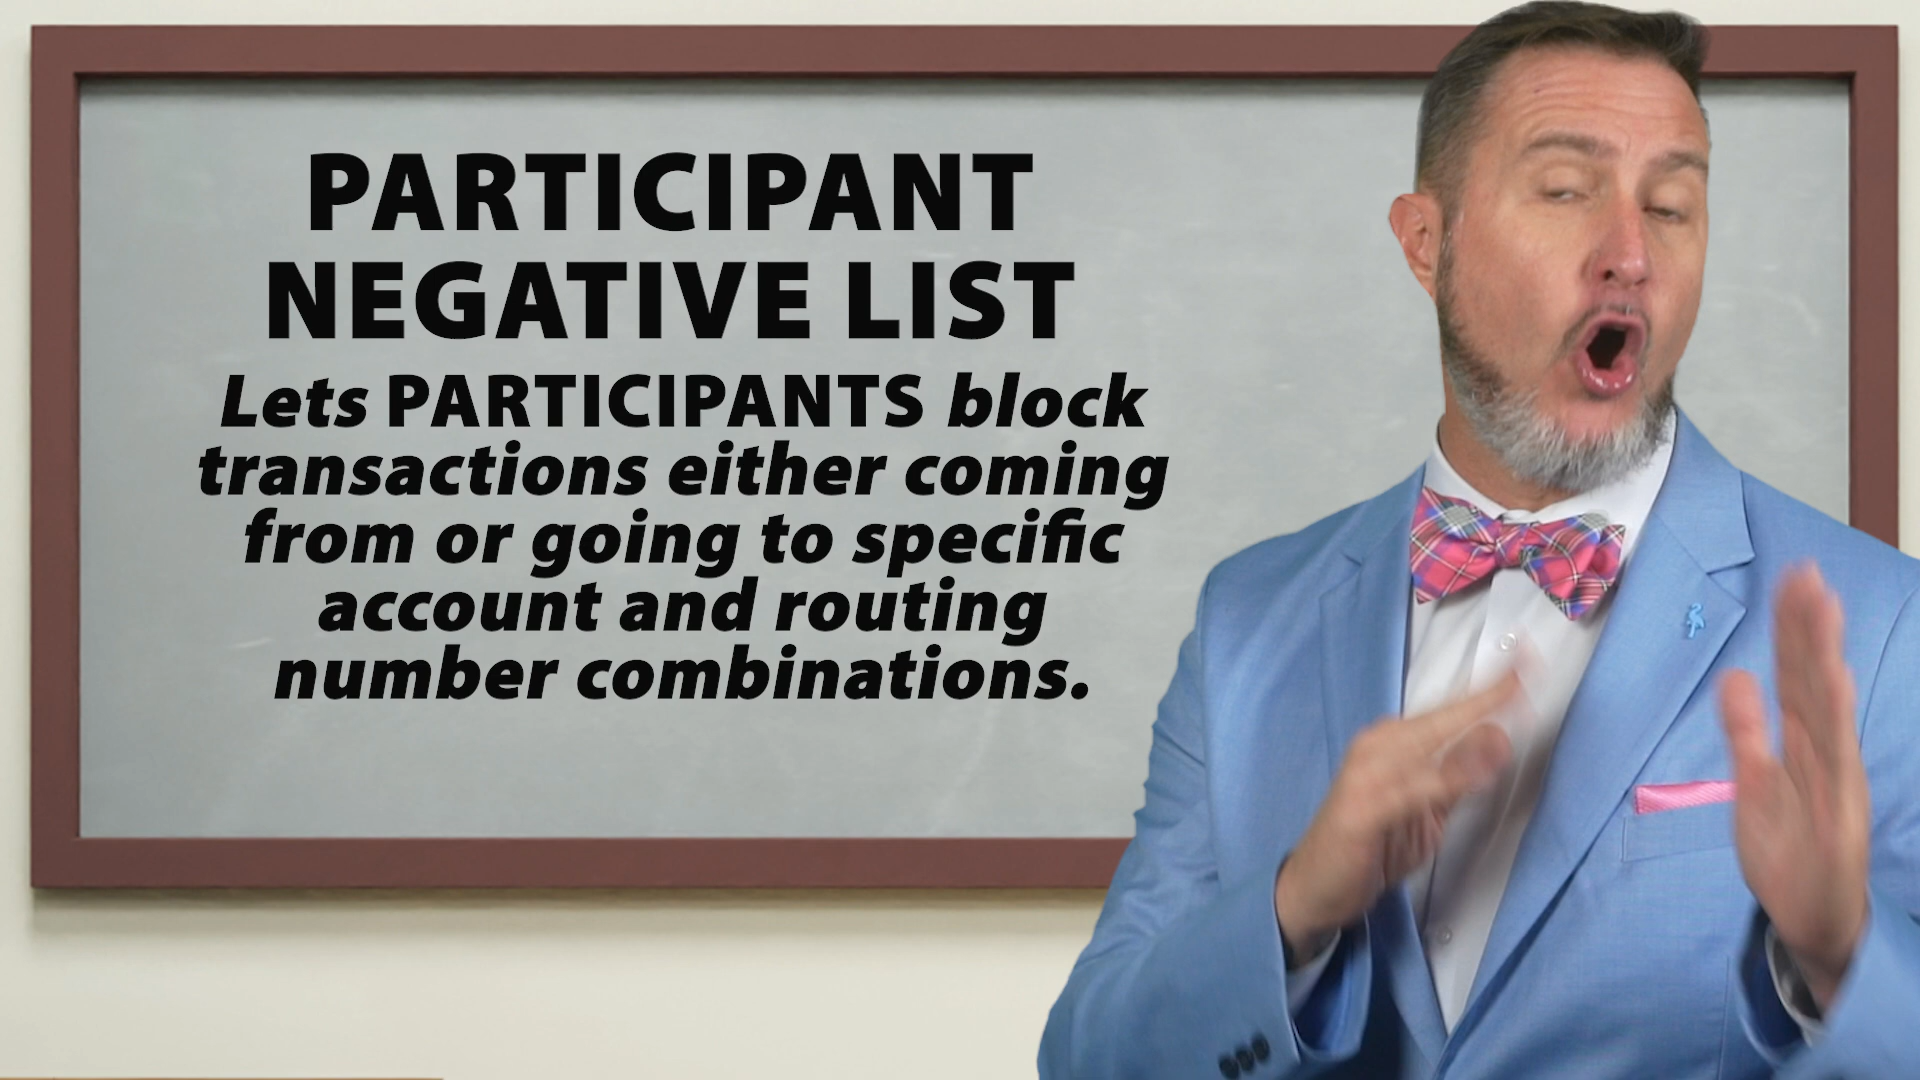 PARTICIPANT
NEGATIVE LIST
Lets PARTICIPANTS block
transactions either coming
from or going to specific
account and routing
number combinations.